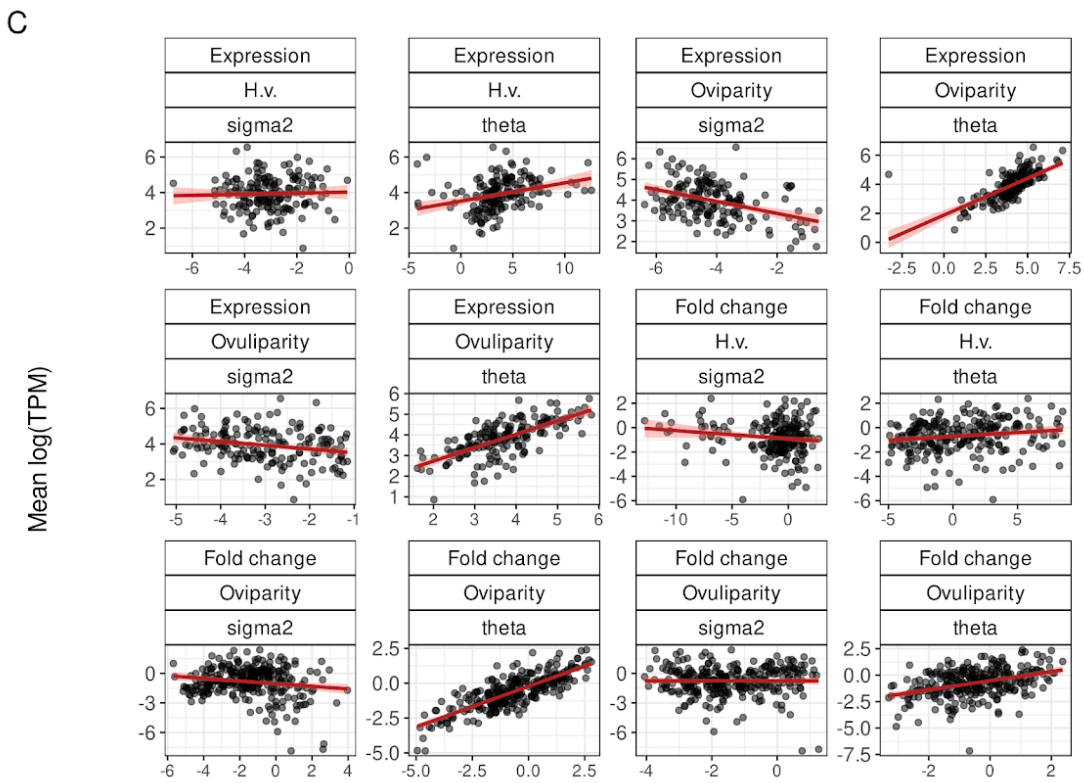 C
Mean log(TPM)
Expression Expression Expression Expression
H.v. H.v. Oviparity Oviparity
sigma2 theta sigma2 theta
6 4 2
-6 -4 -2 0
6 4 2
-5 0 5 10
6 5 4 3 2
-6 -4 -2
6 4 2 0
-2.5 0.0 2.5 5.0 7.5
Expression Expression Fold change Fold change
Ovuliparity Ovuliparity H.v. H.v.
sigma2 theta sigma2 theta
6 4 2
-5 -4 -3 -2 -1
6 5 4 3 2 1
2 3 4 5 6
2 0 -2 -4 -6
-10 -5 0
2 0 -2 -4 -6
-5 0 5
Fold change Fold change Fold change Fold change
Oviparity Oviparity Ovuliparity Ovuliparity
sigma2 theta sigma2 theta
0 -3 -6
-6 -4 -2 0 2 4
2.5 0.0 -2.5 -5.0
-5.0 -2.5 0.0 2.5
0 -3 -6
-4 -2 0
2.5 0.0 -2.5 -5.0 -7.5
-2 0 2